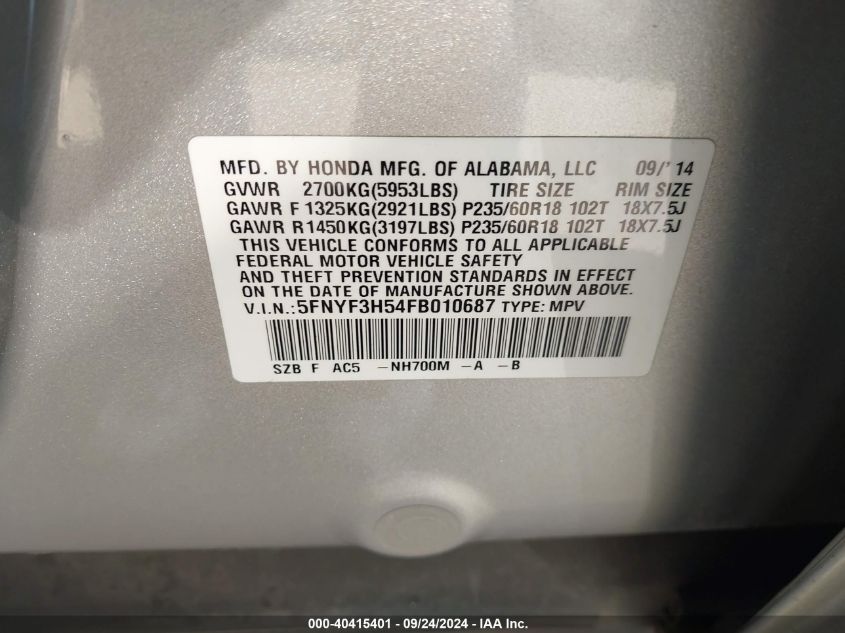 MFD. BY HONDA MFG. OF ALABAMA, LLC 09/'14
GVWR 2700KG(5953LBS) TIRE SIZE RIM SIZE
GAWR F 1325KG(2921LBS) P235/60R18 102T 18X7.5J
GAWR R1450KG(3197LBS) P235/60R18 102T 18X7.5J
THIS VEHICLE CONFORMS TO ALL APPLICABLE
FEDERAL MOTOR VEHICLE SAFETY
AND THEFT PREVENTION STANDARDS IN EFFECT
ON THE DATE OF MANUFACTURE SHOWN ABOVE.
V.I.N.:5FNYF3H54FB010687 TYPE: MPV
SZB F AC5 -NH700M -A -B
000-40415401 - 09/24/2024 - IAA Inc.